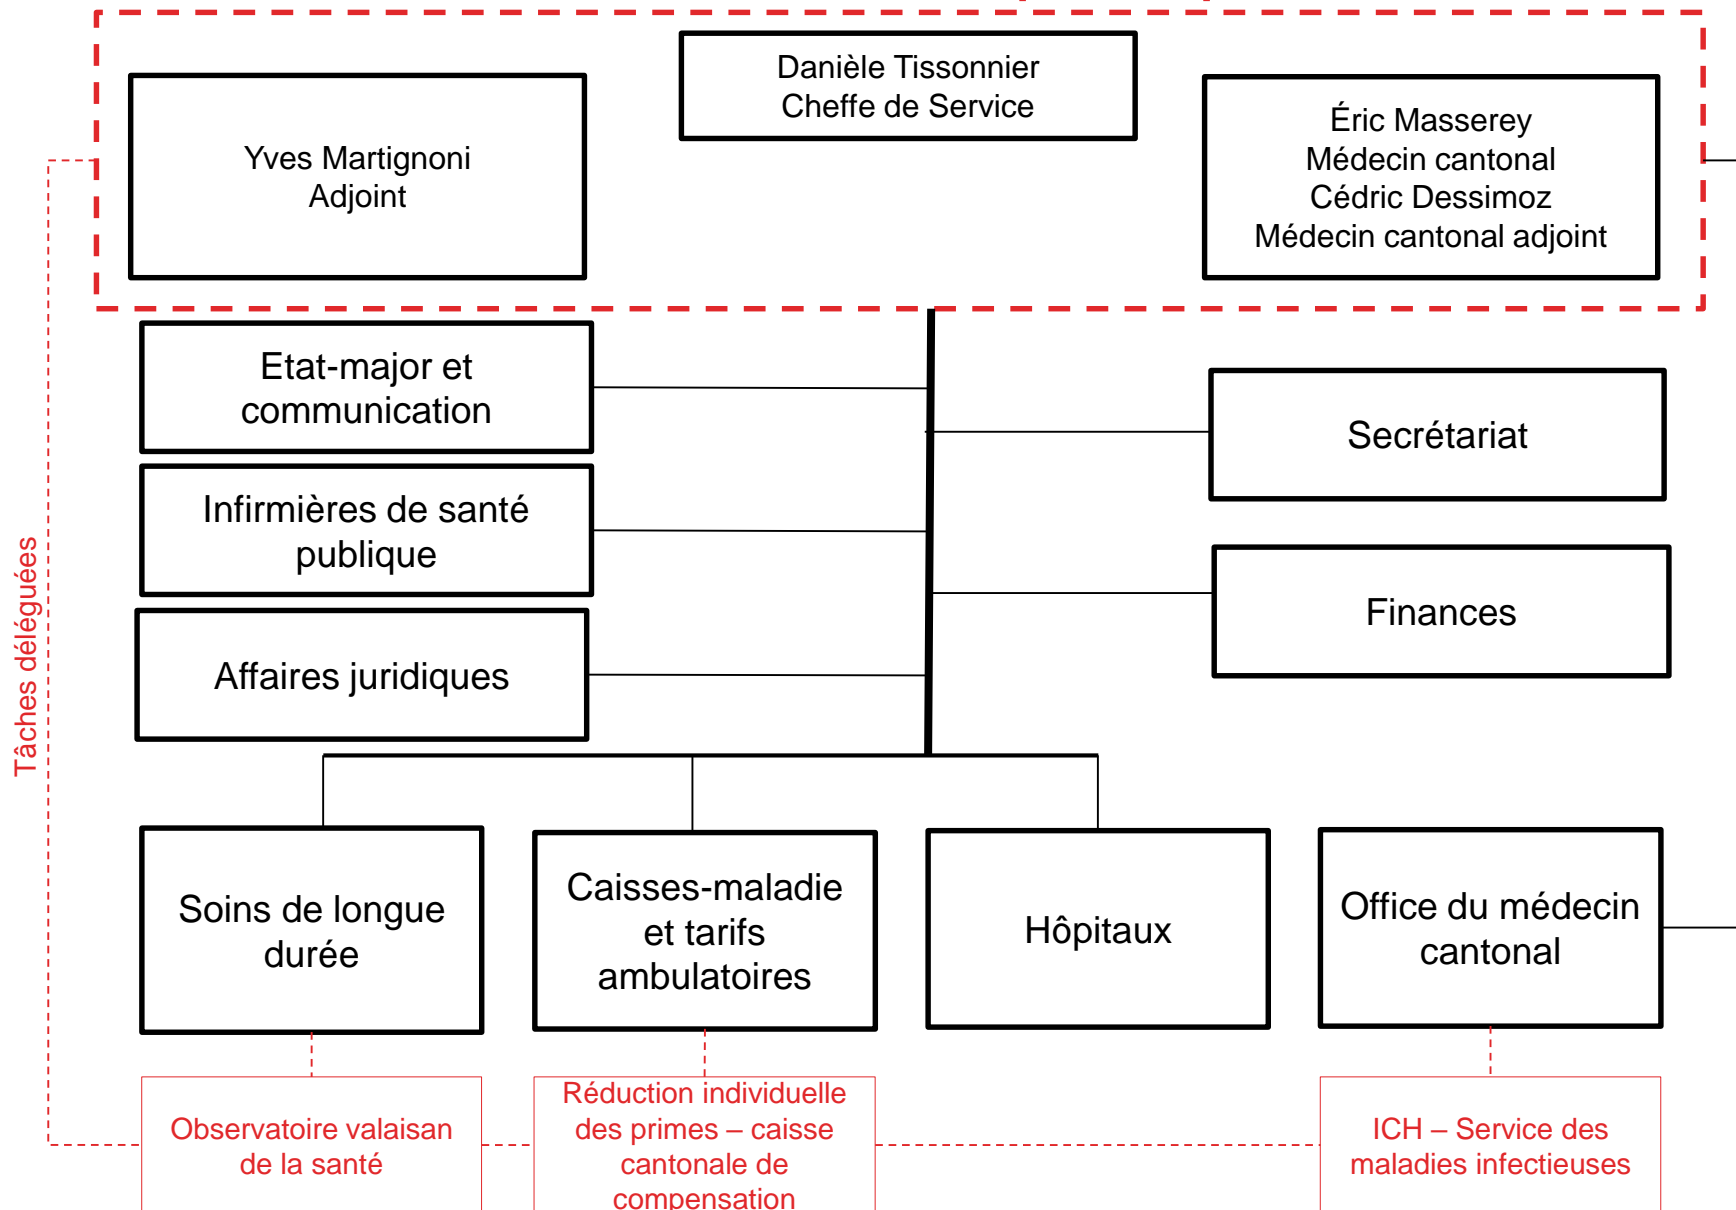 Danièle Tissonnier
Cheffe de Service
Yves Martignoni
Adjoint
Éric Masserey
Médecin cantonal
Cédric Dessimoz
Médecin cantonal adjoint
Etat-major et
communication
Secrétariat
Infirmières de santé
publique
Finances
Affaires juridiques
Tâches déléguées
Soins de longue
durée
Caisses-maladie
et tarifs
ambulatoires
Hôpitaux
Office du médecin
cantonal
Observatoire valaisan
de la santé
Réduction individuelle
des primes – caisse
cantonale de
compensation
ICH – Service des
maladies infectieuses